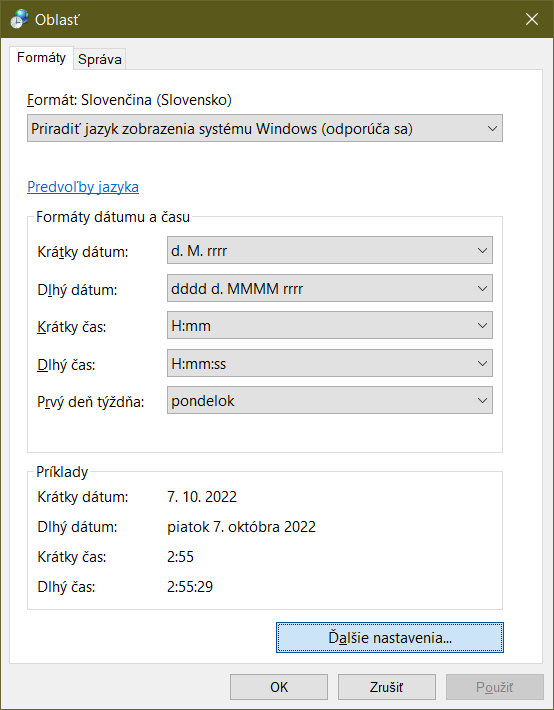 Oblasť
Formáty Správa
Formát: Slovenčina (Slovensko)
Priradiť jazyk zobrazenia systému Windows (odporúča sa)
Predvoľby jazyka
Formáty dátumu a času
Krátky dátum: d. M. rrrr
Dlhý dátum: dddd d. MMMM rrrr
Krátky čas: H:mm
Dlhý čas: H:mm:ss
Prvý deň týždňa: pondelok
Príklady
Krátky dátum: 7. 10. 2022
Dlhý dátum: piatok 7. októbra 2022
Krátky čas: 2:55
Dlhý čas: 2:55:29
Ďalšie nastavenia...
OK Zrušiť Použiť